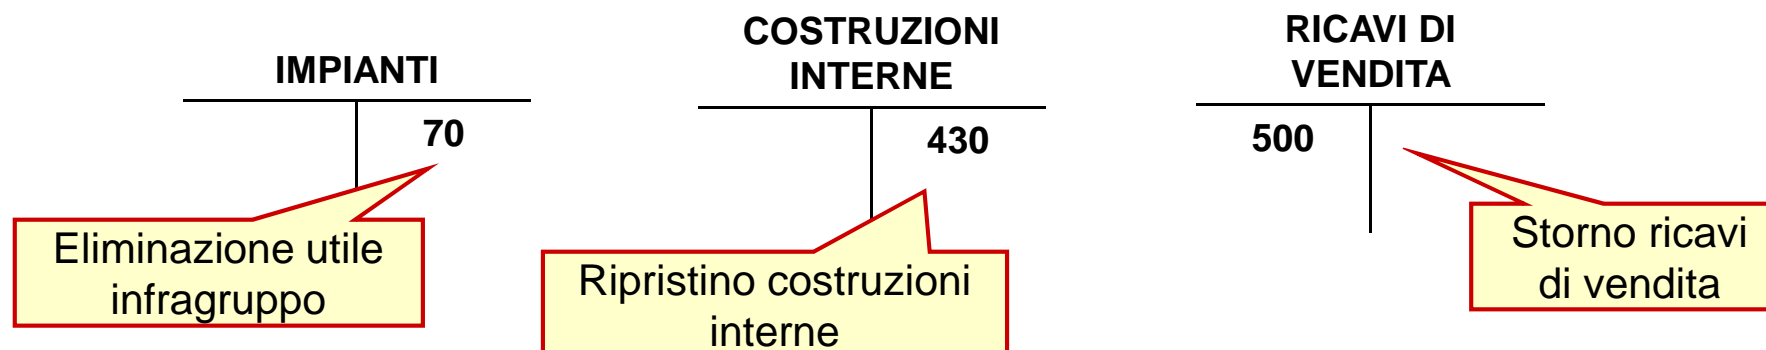 IMPIANTI
70
Eliminazione utile
infragruppo
COSTRUZIONI
INTERNE
430
Ripristino costruzioni
interne
RICAVI DI
VENDITA
500
Storno ricavi
di vendita